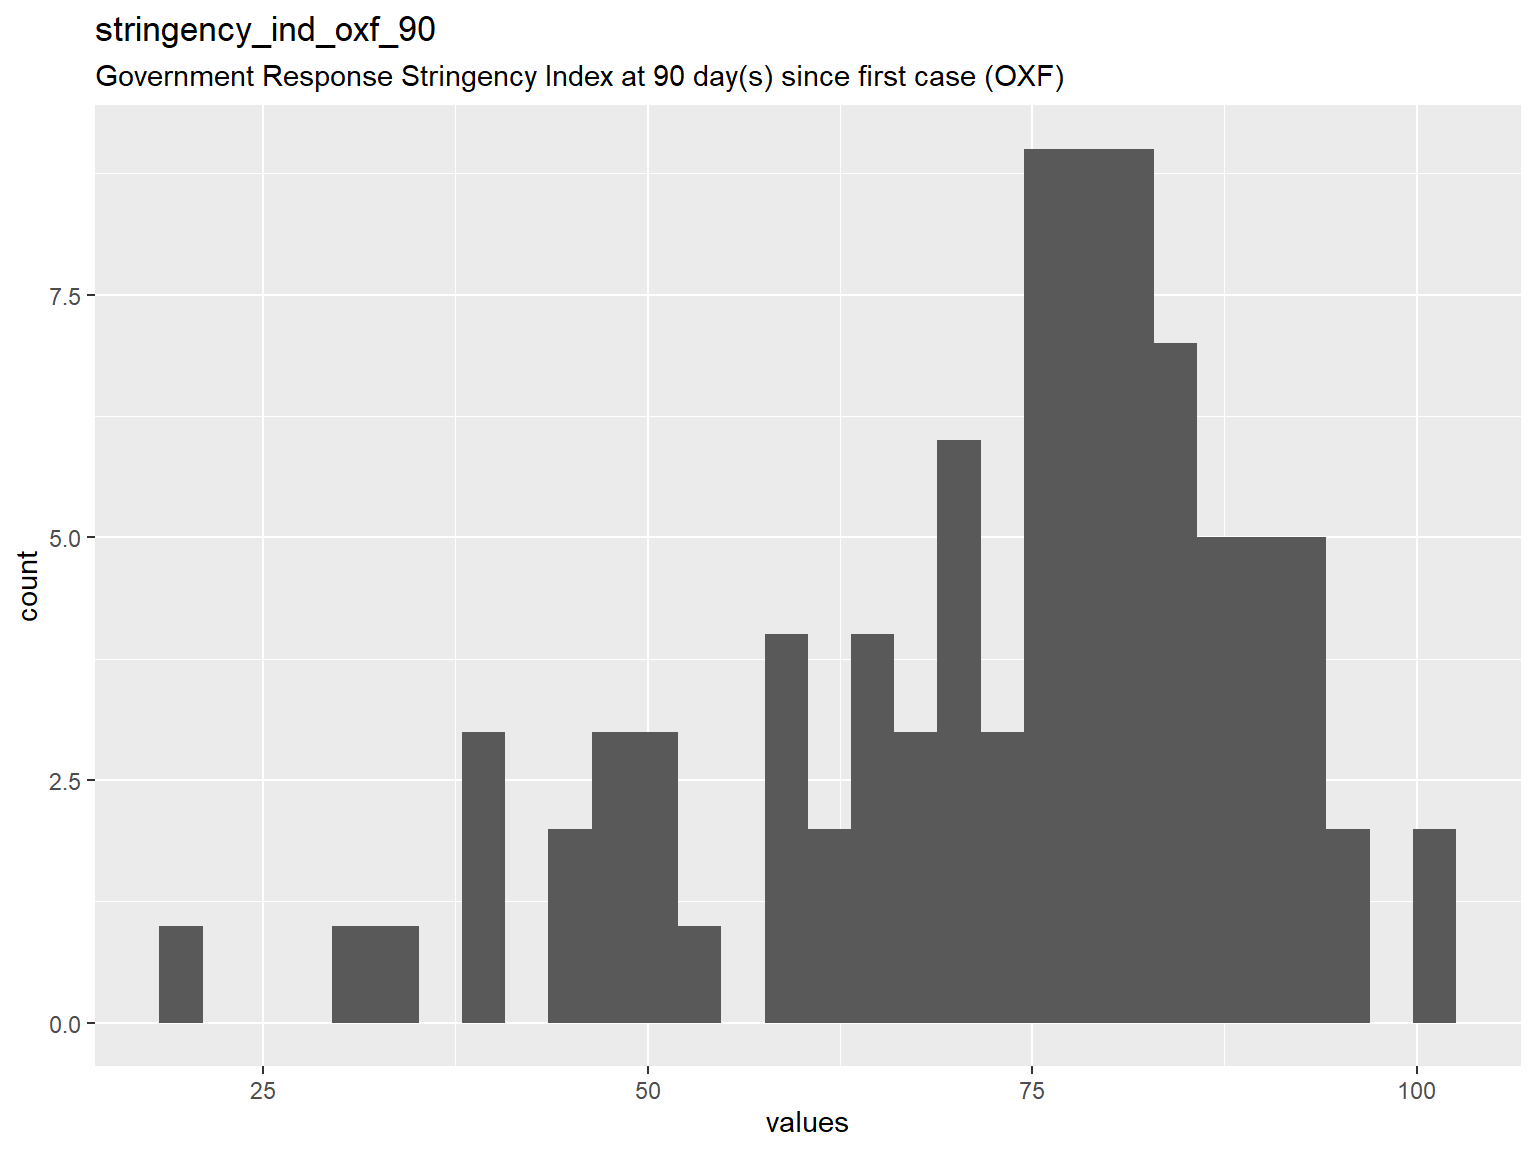 stringency_ind_oxf_90
Government Response Stringency Index at 90 day(s) since first case (OXF)
count
7.5
5.0
2.5
0.0
25 50 75 100
values